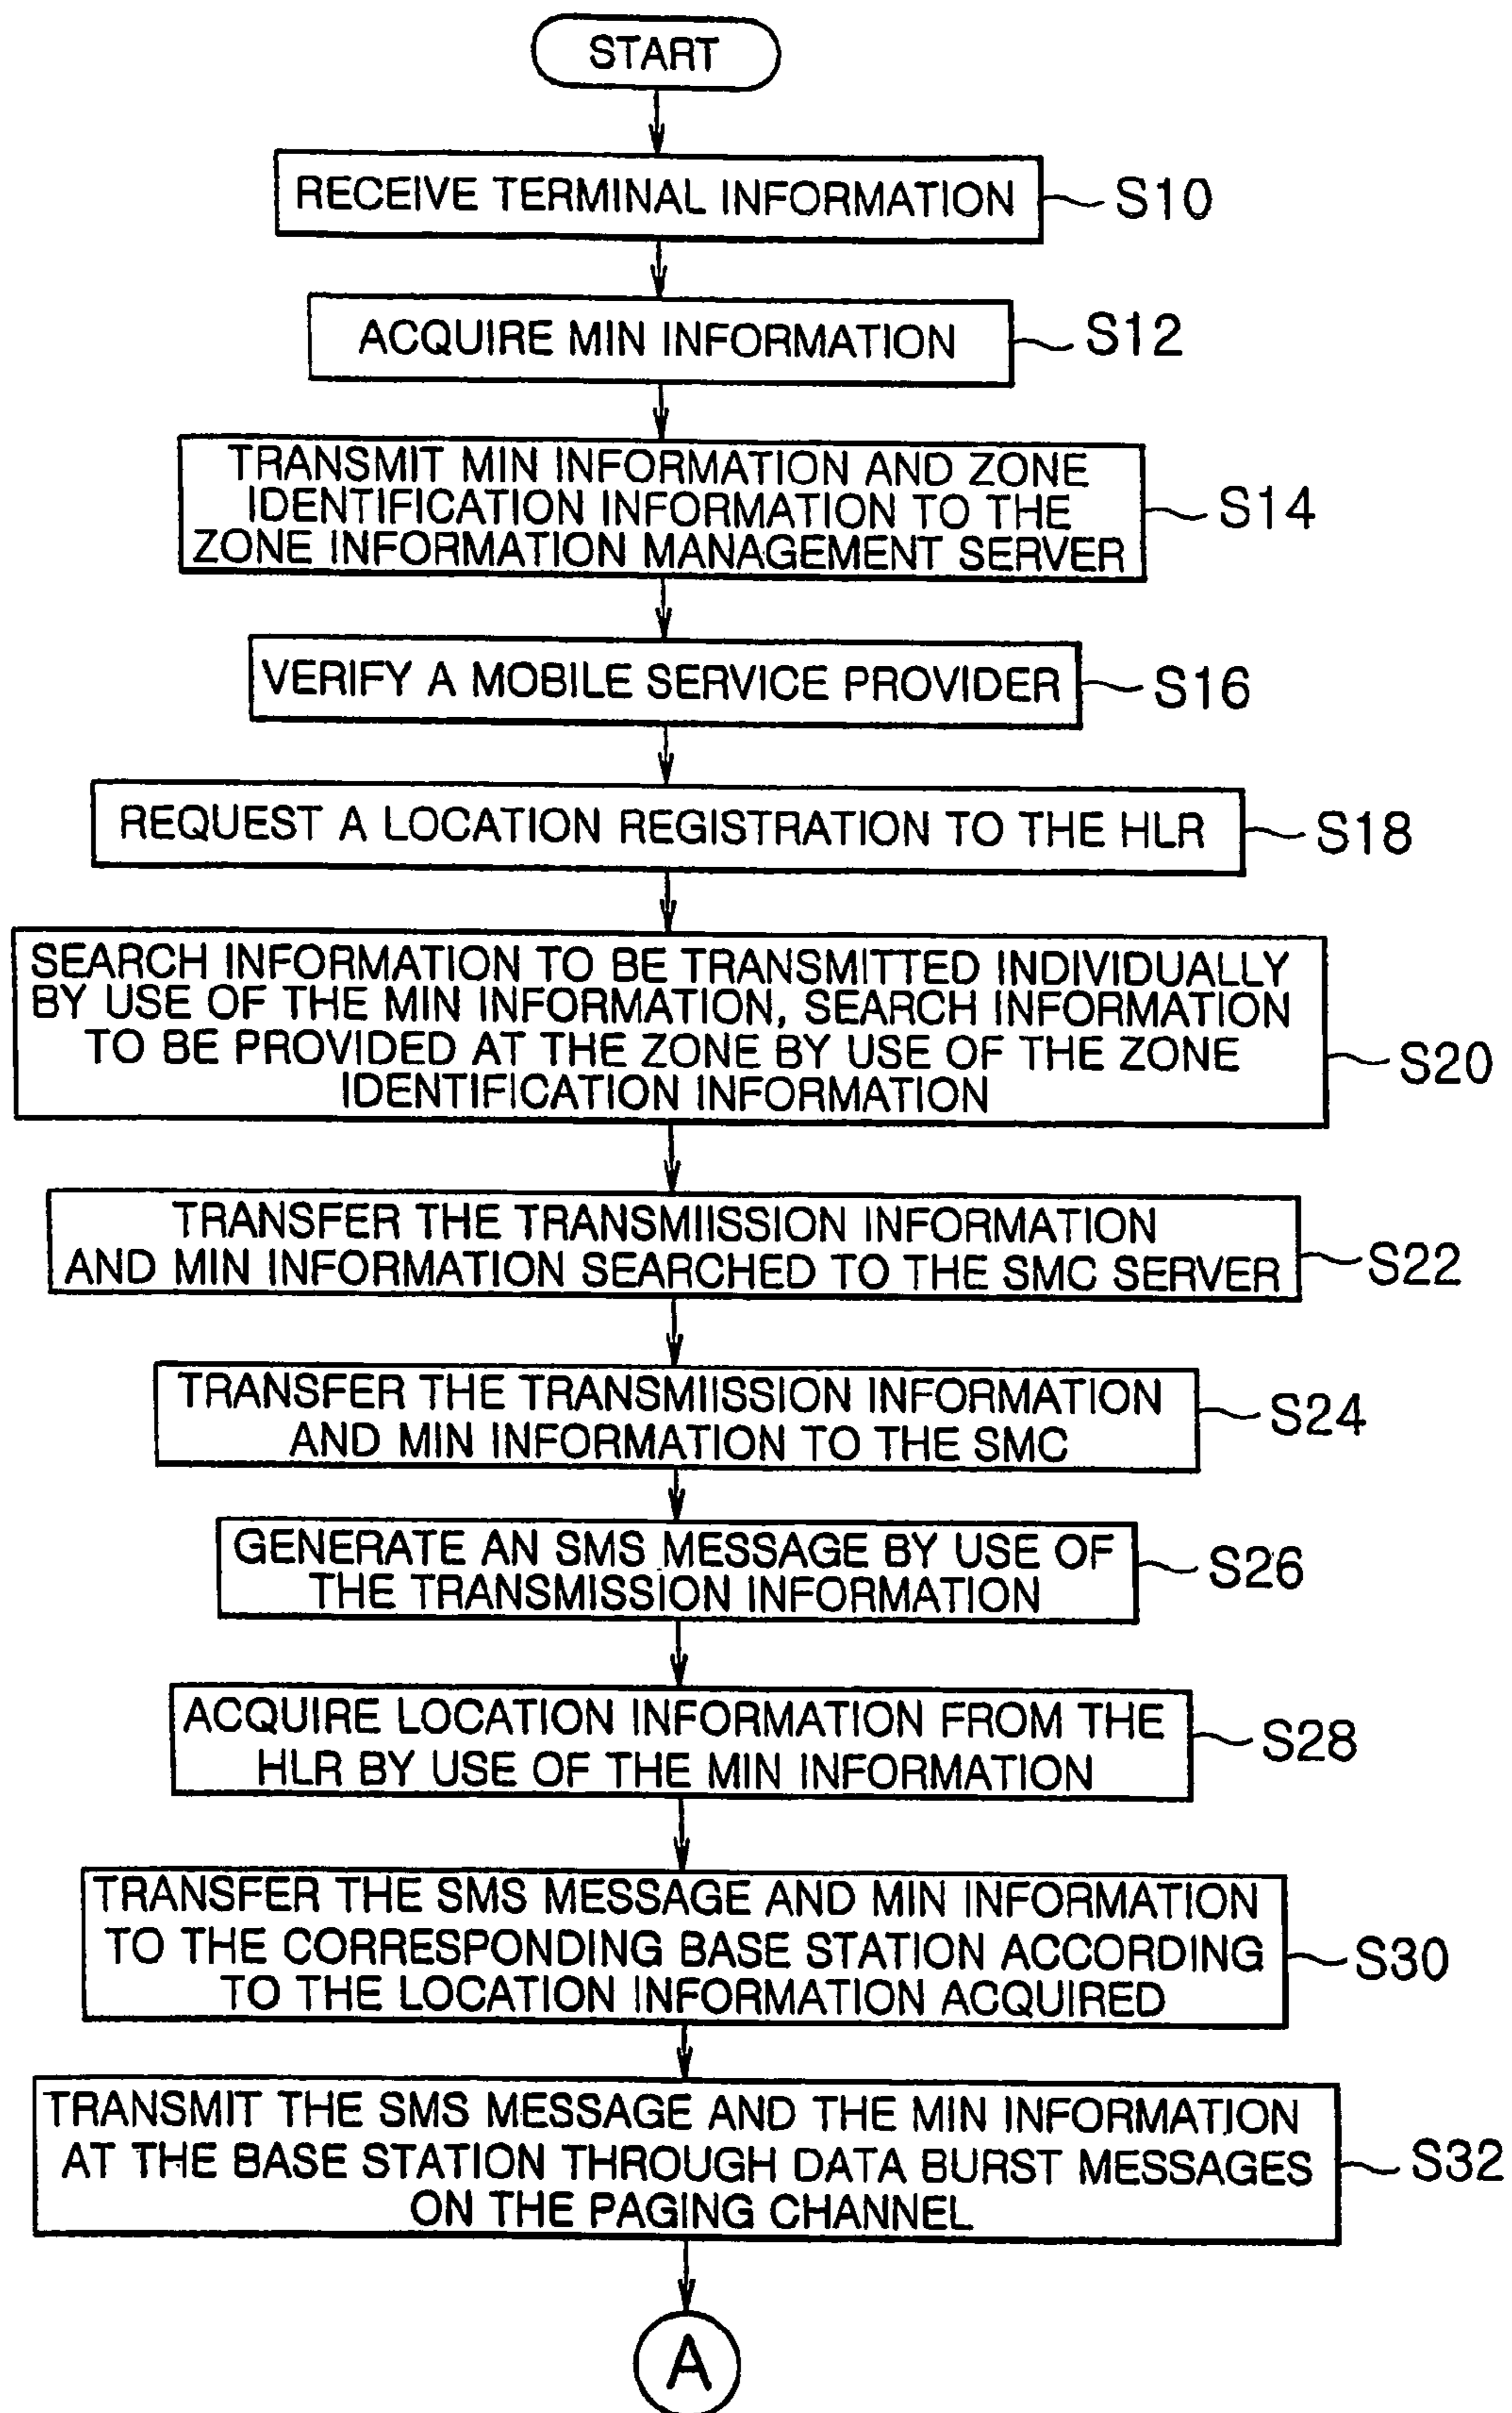 START
RECEIVE TERMINAL INFORMATION
S10
ACQUIRE MIN INFORMATION
S12
TRANSMIT MIN INFORMATION AND ZONE
IDENTIFICATION INFORMATION TO THE
ZONE INFORMATION MANAGEMENT SERVER
S14
VERIFY A MOBILE SERVICE PROVIDER
S16
REQUEST A LOCATION REGISTRATION TO THE HLR
S18
SEARCH INFORMATION TO BE TRANSMITTED INDIVIDUALLY
BY USE OF THE MIN INFORMATION, SEARCH INFORMATION
TO BE PROVIDED AT THE ZONE BY USE OF THE ZONE
IDENTIFICATION INFORMATION
S20
TRANSFER THE TRANSMIISSION INFORMATION
AND MIN INFORMATION SEARCHED TO THE SMC SERVER
S22
TRANSFER THE TRANSMIISSION INFORMATION
AND MIN INFORMATION TO THE SMC
S24
GENERATE AN SMS MESSAGE BY USE OF
THE TRANSMISSION INFORMATION
S26
ACQUIRE LOCATION INFORMATION FROM THE
HLR BY USE OF THE MIN INFORMATION
S28
TRANSFER THE SMS MESSAGE AND MIN INFORMATION
TO THE CORRESPONDING BASE STATION ACCORDING
TO THE LOCATION INFORMATION ACQUIRED
S30
TRANSMIT THE SMS MESSAGE AND THE MIN INFORMATION
AT THE BASE STATION THROUGH DATA BURST MESSAGES
ON THE PAGING CHANNEL
S32
A